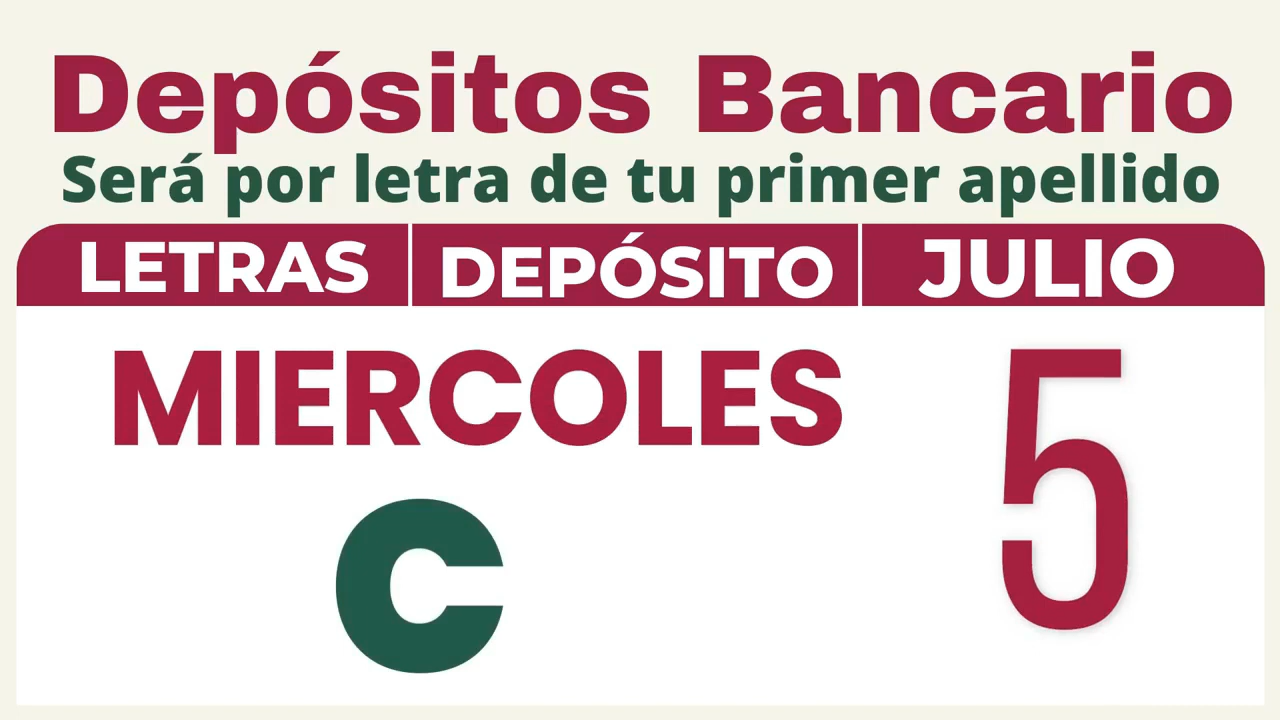 Depósitos Bancario
Será por letra de tu primer apellido
LETRAS DEPÓSITO JULIO
MIERCOLES 5
C